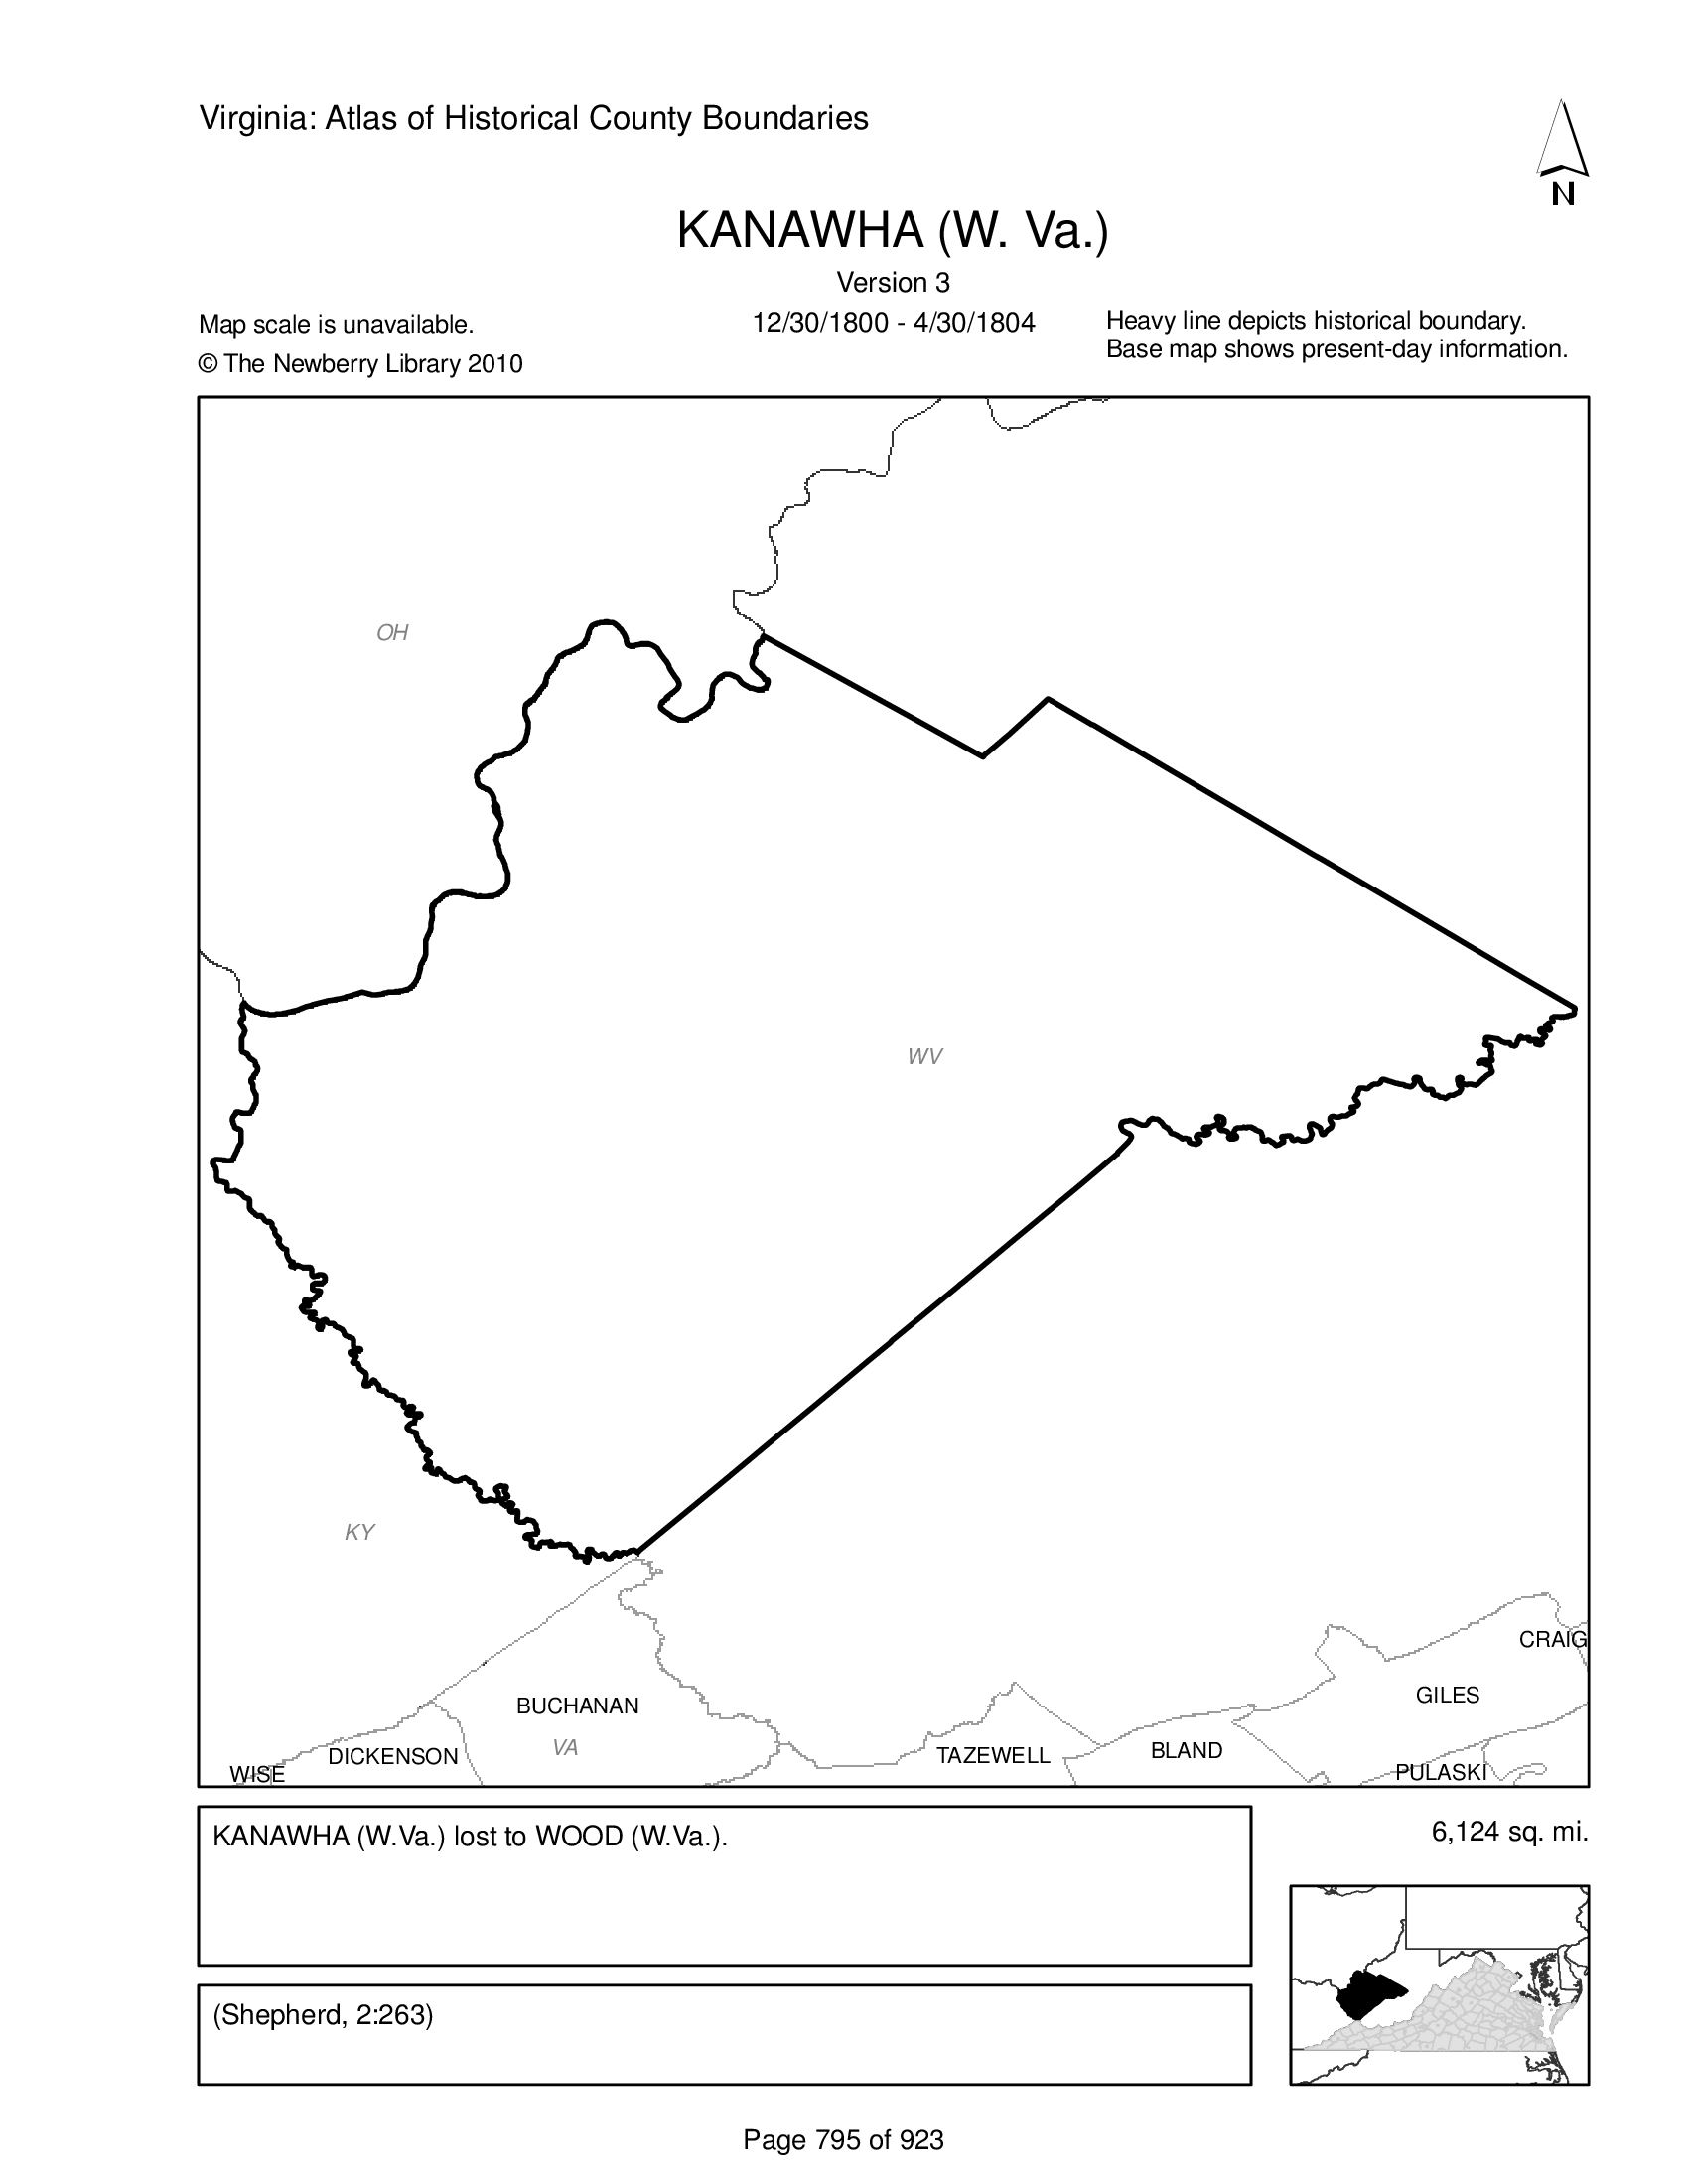 Virginia: Atlas of Historical County Boundaries
N
KANAWHA (W. Va.)
Version 3
Map scale is unavailable.
12/30/1800 - 4/30/1804
Heavy line depicts historical boundary.
Base map shows present-day information.
© The Newberry Library 2010
OH
WV
KY
CRAIG
GILES
BUCHANAN
VA
DICKENSON
TAZEWELL
BLAND
WISE
PULASKI
KANAWHA (W.Va.) lost to WOOD (W.Va.).
6,124 sq. mi.
(Shepherd, 2:263)
Page 795 of 923